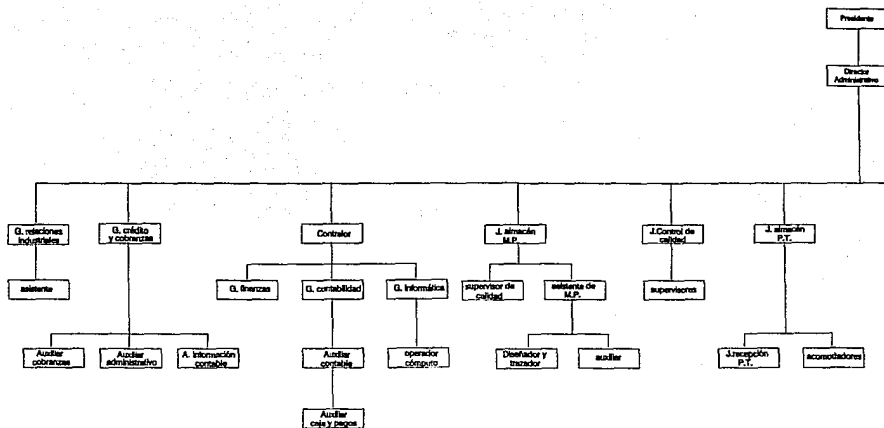 Presidente
Director
Administrativo
G. relaciones
industriales
G. crédito
y cobranzas
Contralor
J. almacén
M.P.
J.Control de
calidad
J. almacén
P.T.
asistente
G. finanzas
G. contabilidad
G. informática
supervisor de
calidad
asistente de
M.P.
supervisores
Auxiliar
cobranzas
Auxiliar
administrativo
A. información
contable
Auxiliar
contable
operador
cómputo
Diseñador y
trazador
auxiliar
J.recepción
P.T.
acomodadores
Auxiliar
caja y pagos